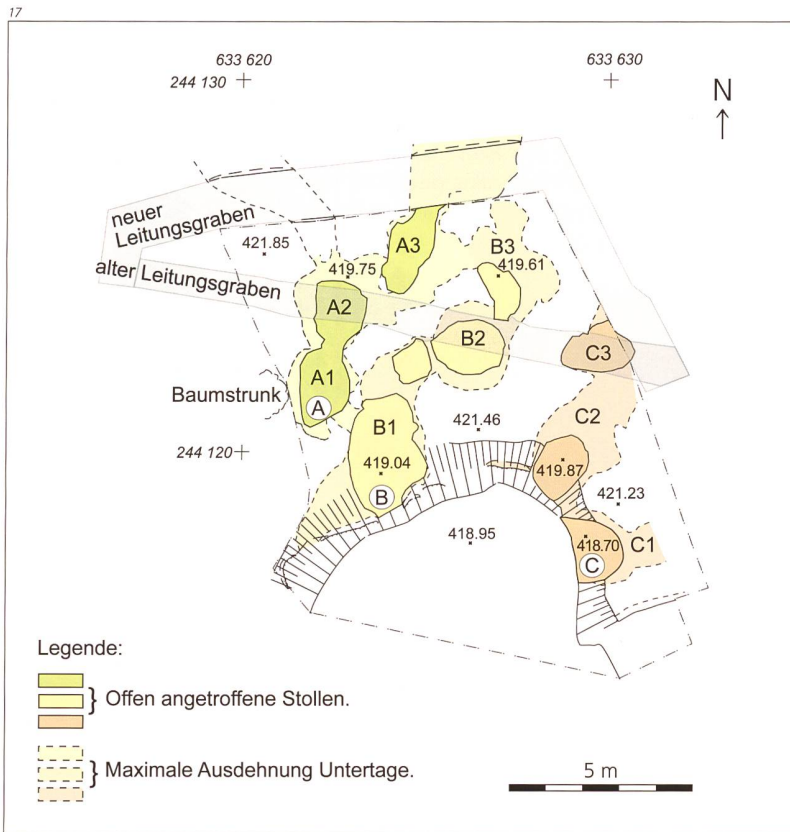 17
633 620
633 630
244 130
N
neuer
Leitungsgraben
A3
B3
421.85
419.75
419.61
alter Leitungsgraben
A2
B2
C3
A1
Baumstrunk
A
C2
B1
421.46
244 120
419.04
419.87
B
421.23
418.95
418.70
C1
C
Legende:
} Offen angetroffene Stollen.
} Maximale Ausdehnung Untertage.
5 m